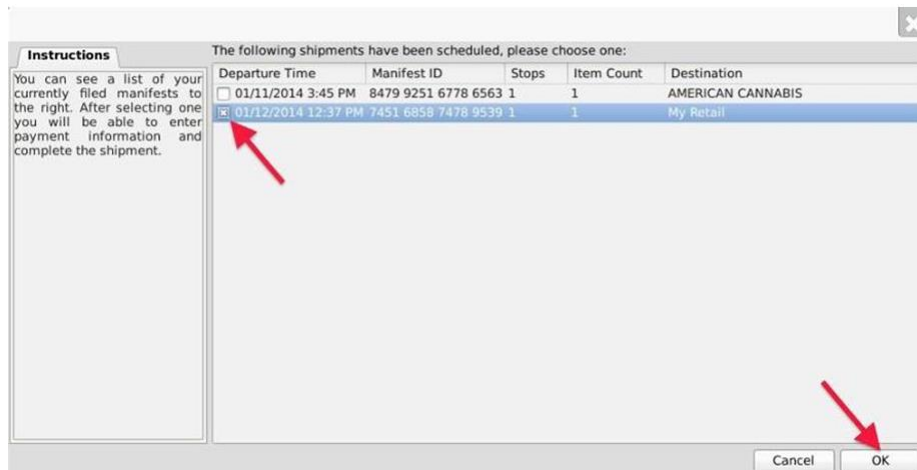 Instructions
You can see a list of your
currently filed manifests to
the right. After selecting one
you will be able to enter
payment information and
complete the shipment.
The following shipments have been scheduled, please choose one:
Departure Time Manifest ID Stops Item Count Destination
01/11/2014 3:45 PM 8479 9251 6778 6563 1 1 AMERICAN CANNABIS
01/12/2014 12:37 PM 7451 6858 7478 9539 1 1 My Retail
Cancel OK